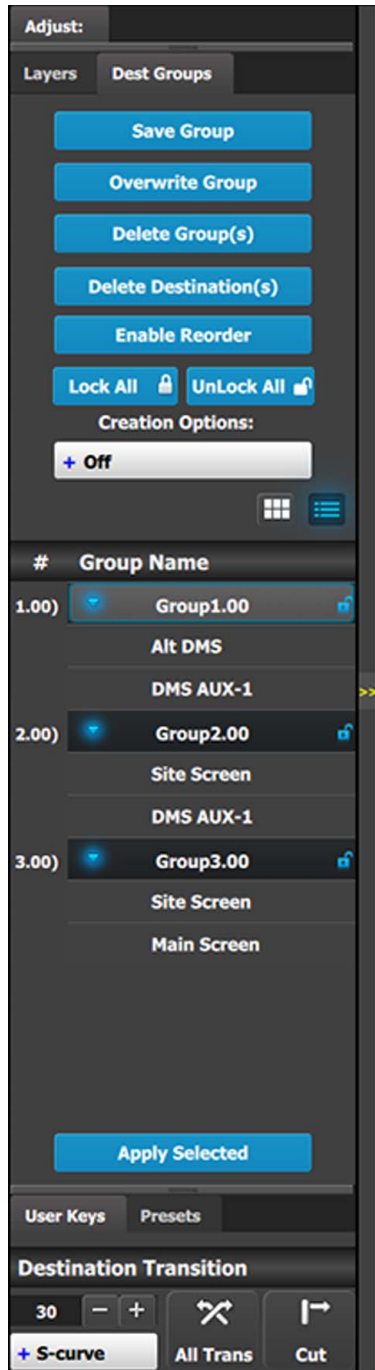 Adjust:
Layers Dest Groups
Save Group
Overwrite Group
Delete Group(s)
Delete Destination(s)
Enable Reorder
Lock All UnLock All
Creation Options:
+ Off
# Group Name
1.00) Group1.00
Alt DMS
DMS AUX-1
>>
2.00) Group2.00
Site Screen
DMS AUX-1
3.00) Group3.00
Site Screen
Main Screen
Apply Selected
User Keys Presets
Destination Transition
30 − +
+ S-curve All Trans Cut